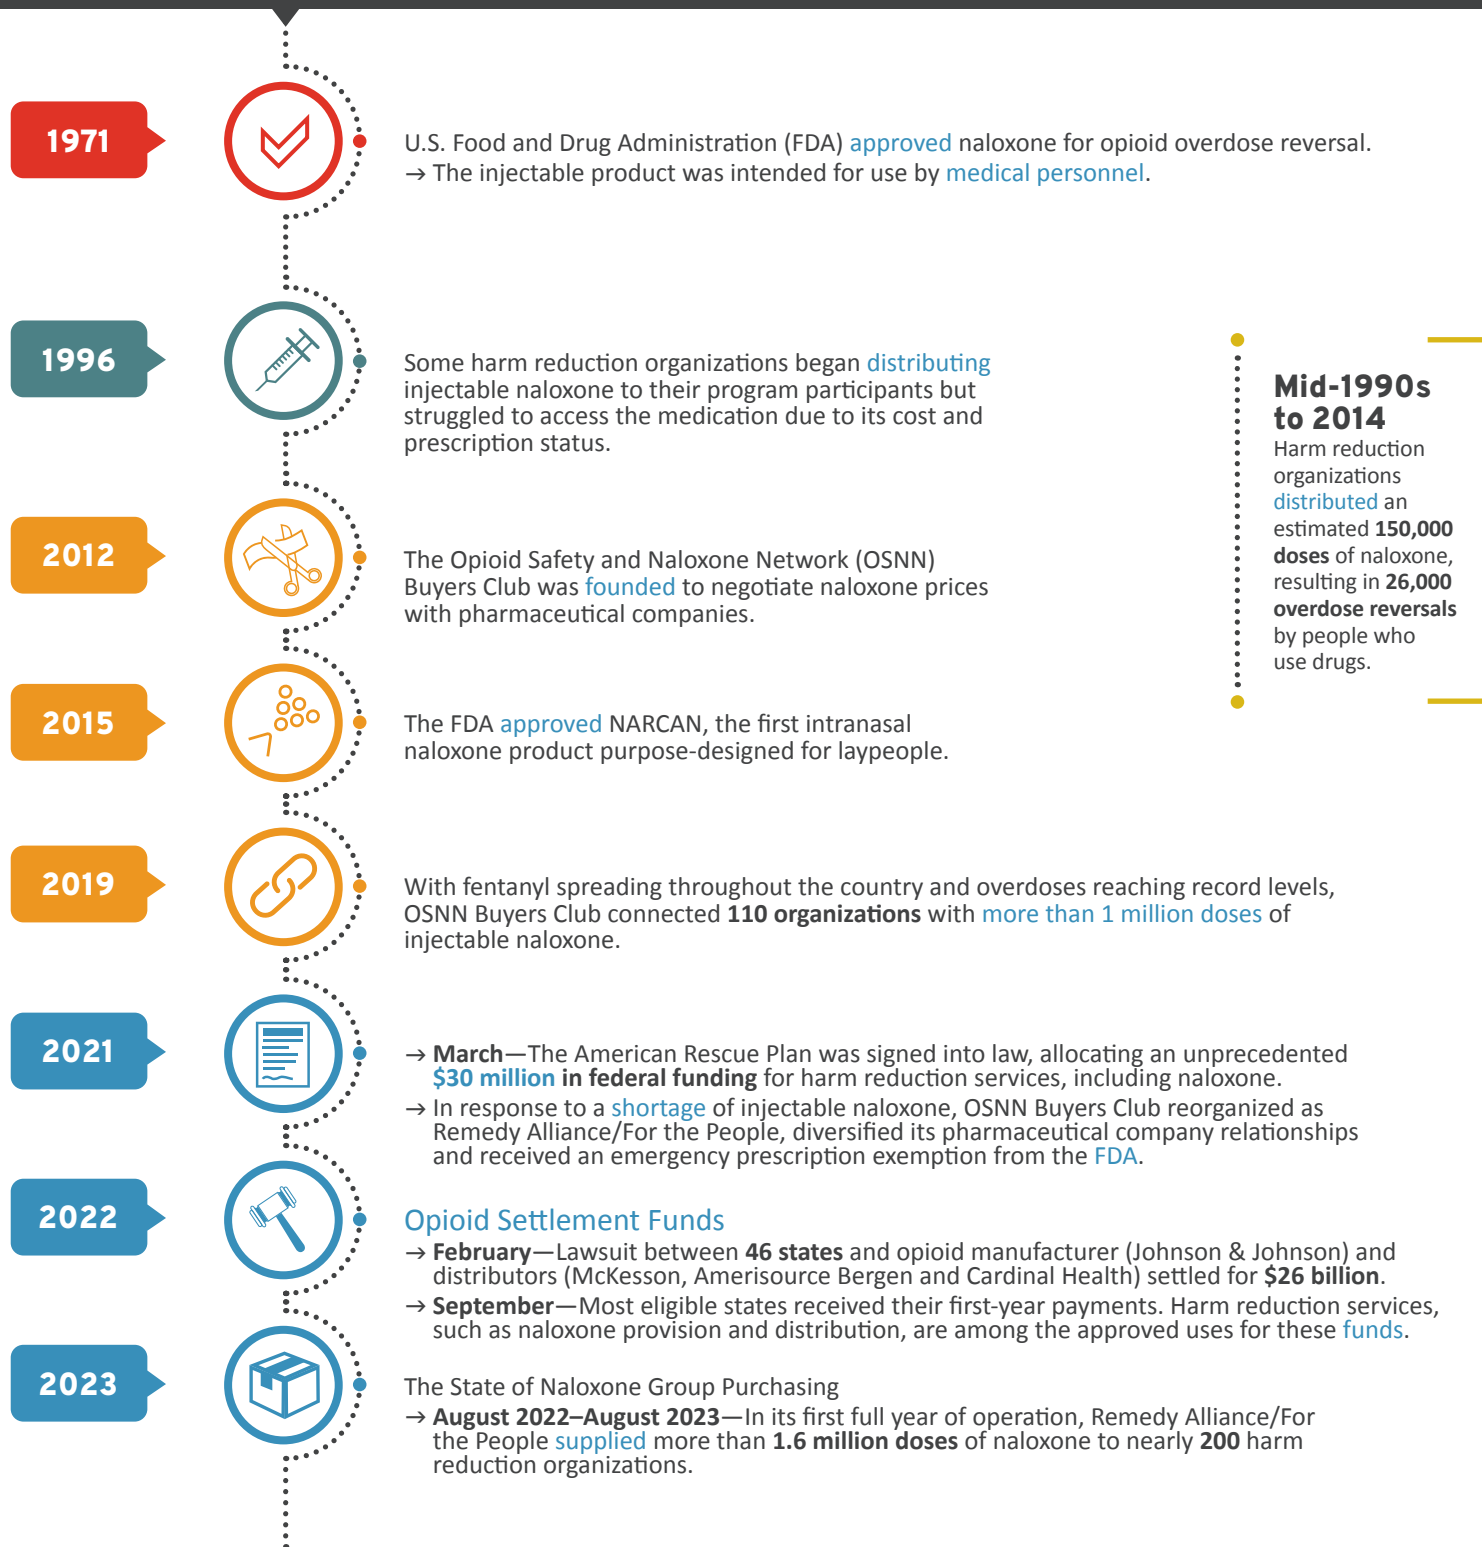 1971
U.S. Food and Drug Administration (FDA) approved naloxone for opioid overdose reversal.
→ The injectable product was intended for use by medical personnel.
1996
Some harm reduction organizations began distributing
injectable naloxone to their program participants but
struggled to access the medication due to its cost and
prescription status.
Mid-1990s
to 2014
Harm reduction
organizations
distributed an
estimated 150,000
doses of naloxone,
resulting in 26,000
overdose reversals
by people who
use drugs.
2012
The Opioid Safety and Naloxone Network (OSNN)
Buyers Club was founded to negotiate naloxone prices
with pharmaceutical companies.
2015
The FDA approved NARCAN, the first intranasal
naloxone product purpose-designed for laypeople.
2019
With fentanyl spreading throughout the country and overdoses reaching record levels,
OSNN Buyers Club connected 110 organizations with more than 1 million doses of
injectable naloxone.
2021
→ March—The American Rescue Plan was signed into law, allocating an unprecedented
$30 million in federal funding for harm reduction services, including naloxone.
→ In response to a shortage of injectable naloxone, OSNN Buyers Club reorganized as
Remedy Alliance/For the People, diversified its pharmaceutical company relationships
and received an emergency prescription exemption from the FDA.
2022
Opioid Settlement Funds
→ February—Lawsuit between 46 states and opioid manufacturer (Johnson & Johnson) and
distributors (McKesson, Amerisource Bergen and Cardinal Health) settled for $26 billion.
→ September—Most eligible states received their first-year payments. Harm reduction services,
such as naloxone provision and distribution, are among the approved uses for these funds.
2023
The State of Naloxone Group Purchasing
→ August 2022–August 2023—In its first full year of operation, Remedy Alliance/For
the People supplied more than 1.6 million doses of naloxone to nearly 200 harm
reduction organizations.